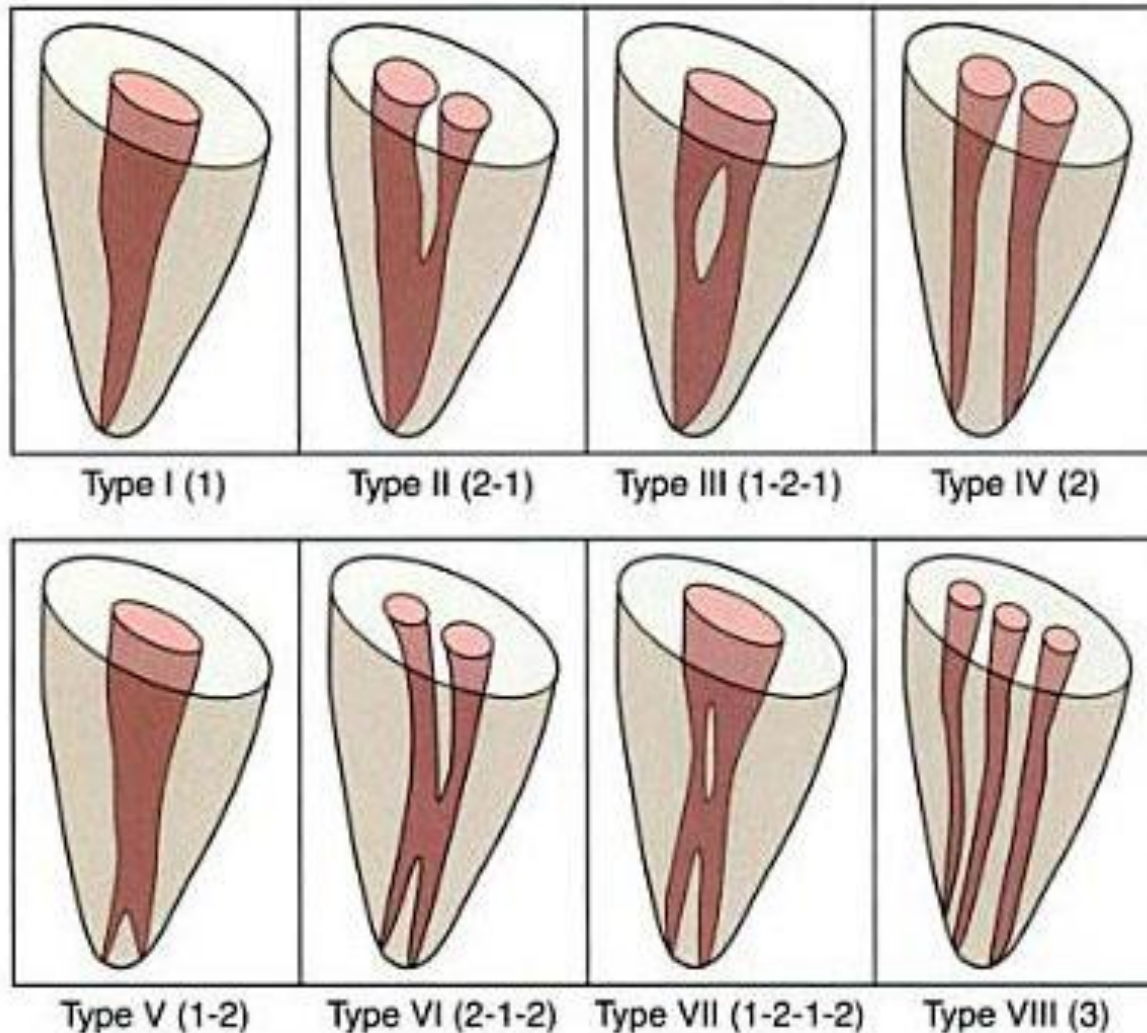 Type I (1)
Type II (2-1)
Type III (1-2-1)
Type IV (2)
Type V (1-2)
Type VI (2-1-2)
Type VII (1-2-1-2)
Type VIII (3)